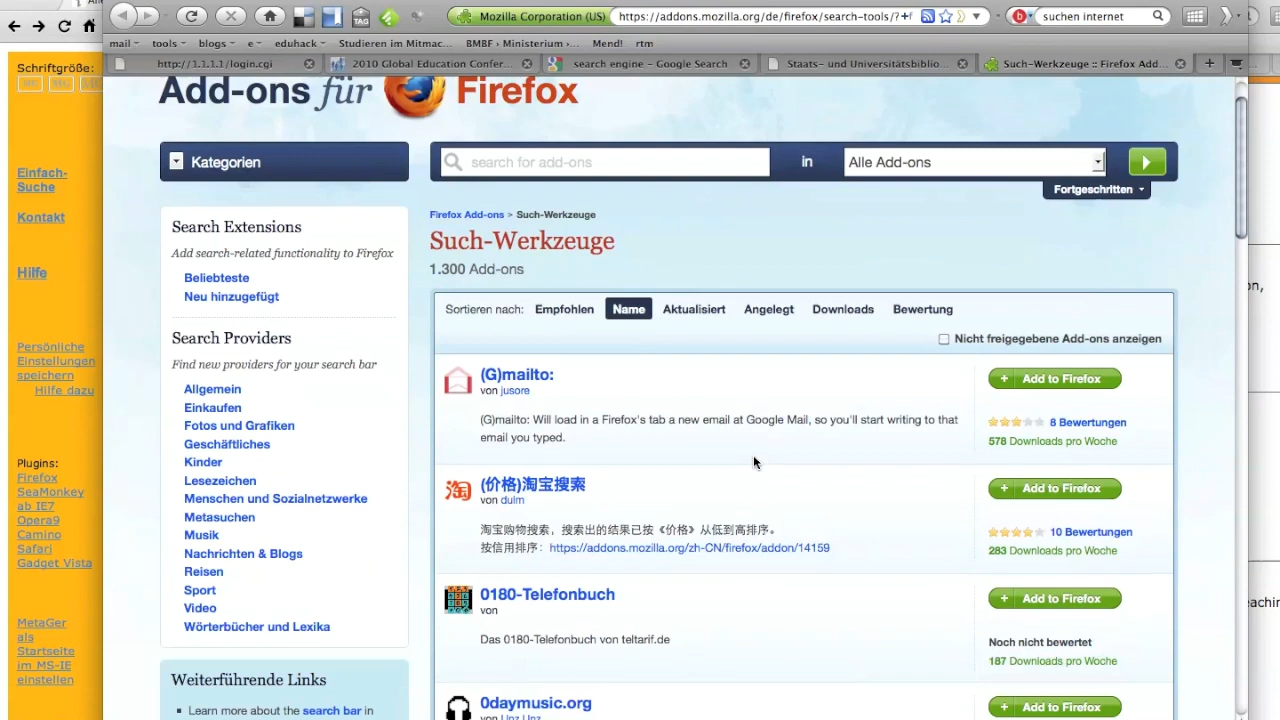 Mozilla Corporation (US)
https://addons.mozilla.org/de/firefox/search-tools/?
suchen internet
mail
tools
blogs
e
eduhack
Studieren im Mitmac...
BMBF › Ministerium ›...
Mend!
rtm
http://1.1.1.1/login.cgi
2010 Global Education Confer...
search engine – Google Search
Staats- und Universitätsbiblio...
Such-Werkzeuge :: Firefox Add...
Schriftgröße:
Einfach-
Suche
Kontakt
Hilfe
Persönliche
Einstellungen
speichern
Hilfe dazu
Plugins:
Firefox
SeaMonkey
ab IE7
Opera9
Camino
Safari
Gadget Vista
MetaGer
als
Startseite
im MS-IE
einstellen
Add-ons für Firefox
Kategorien
search for add-ons
in
Alle Add-ons
Fortgeschritten
Search Extensions
Add search-related functionality to Firefox
Beliebteste
Neu hinzugefügt
Search Providers
Find new providers for your search bar
Allgemein
Einkaufen
Fotos und Grafiken
Geschäftliches
Kinder
Lesezeichen
Menschen und Sozialnetzwerke
Metasuchen
Musik
Nachrichten & Blogs
Reisen
Sport
Video
Wörterbücher und Lexika
Weiterführende Links
Learn more about the search bar in
Firefox Add-ons > Such-Werkzeuge
Such-Werkzeuge
1.300 Add-ons
Sortieren nach: Empfohlen Name Aktualisiert Angelegt Downloads Bewertung
Nicht freigegebene Add-ons anzeigen
(G)mailto:
von jusore
(G)mailto: Will load in a Firefox's tab a new email at Google Mail, so you'll start writing to that
email you typed.
+ Add to Firefox
8 Bewertungen
578 Downloads pro Woche
淘
(价格)淘宝搜索
von dulm
淘宝购物搜索，搜索出的结果已按《价格》从低到高排序。
按信用排序：https://addons.mozilla.org/zh-CN/firefox/addon/14159
+ Add to Firefox
10 Bewertungen
283 Downloads pro Woche
0180-Telefonbuch
von
Das 0180-Telefonbuch von teltarif.de
+ Add to Firefox
Noch nicht bewertet
187 Downloads pro Woche
0daymusic.org
von Unz Unz
+ Add to Firefox